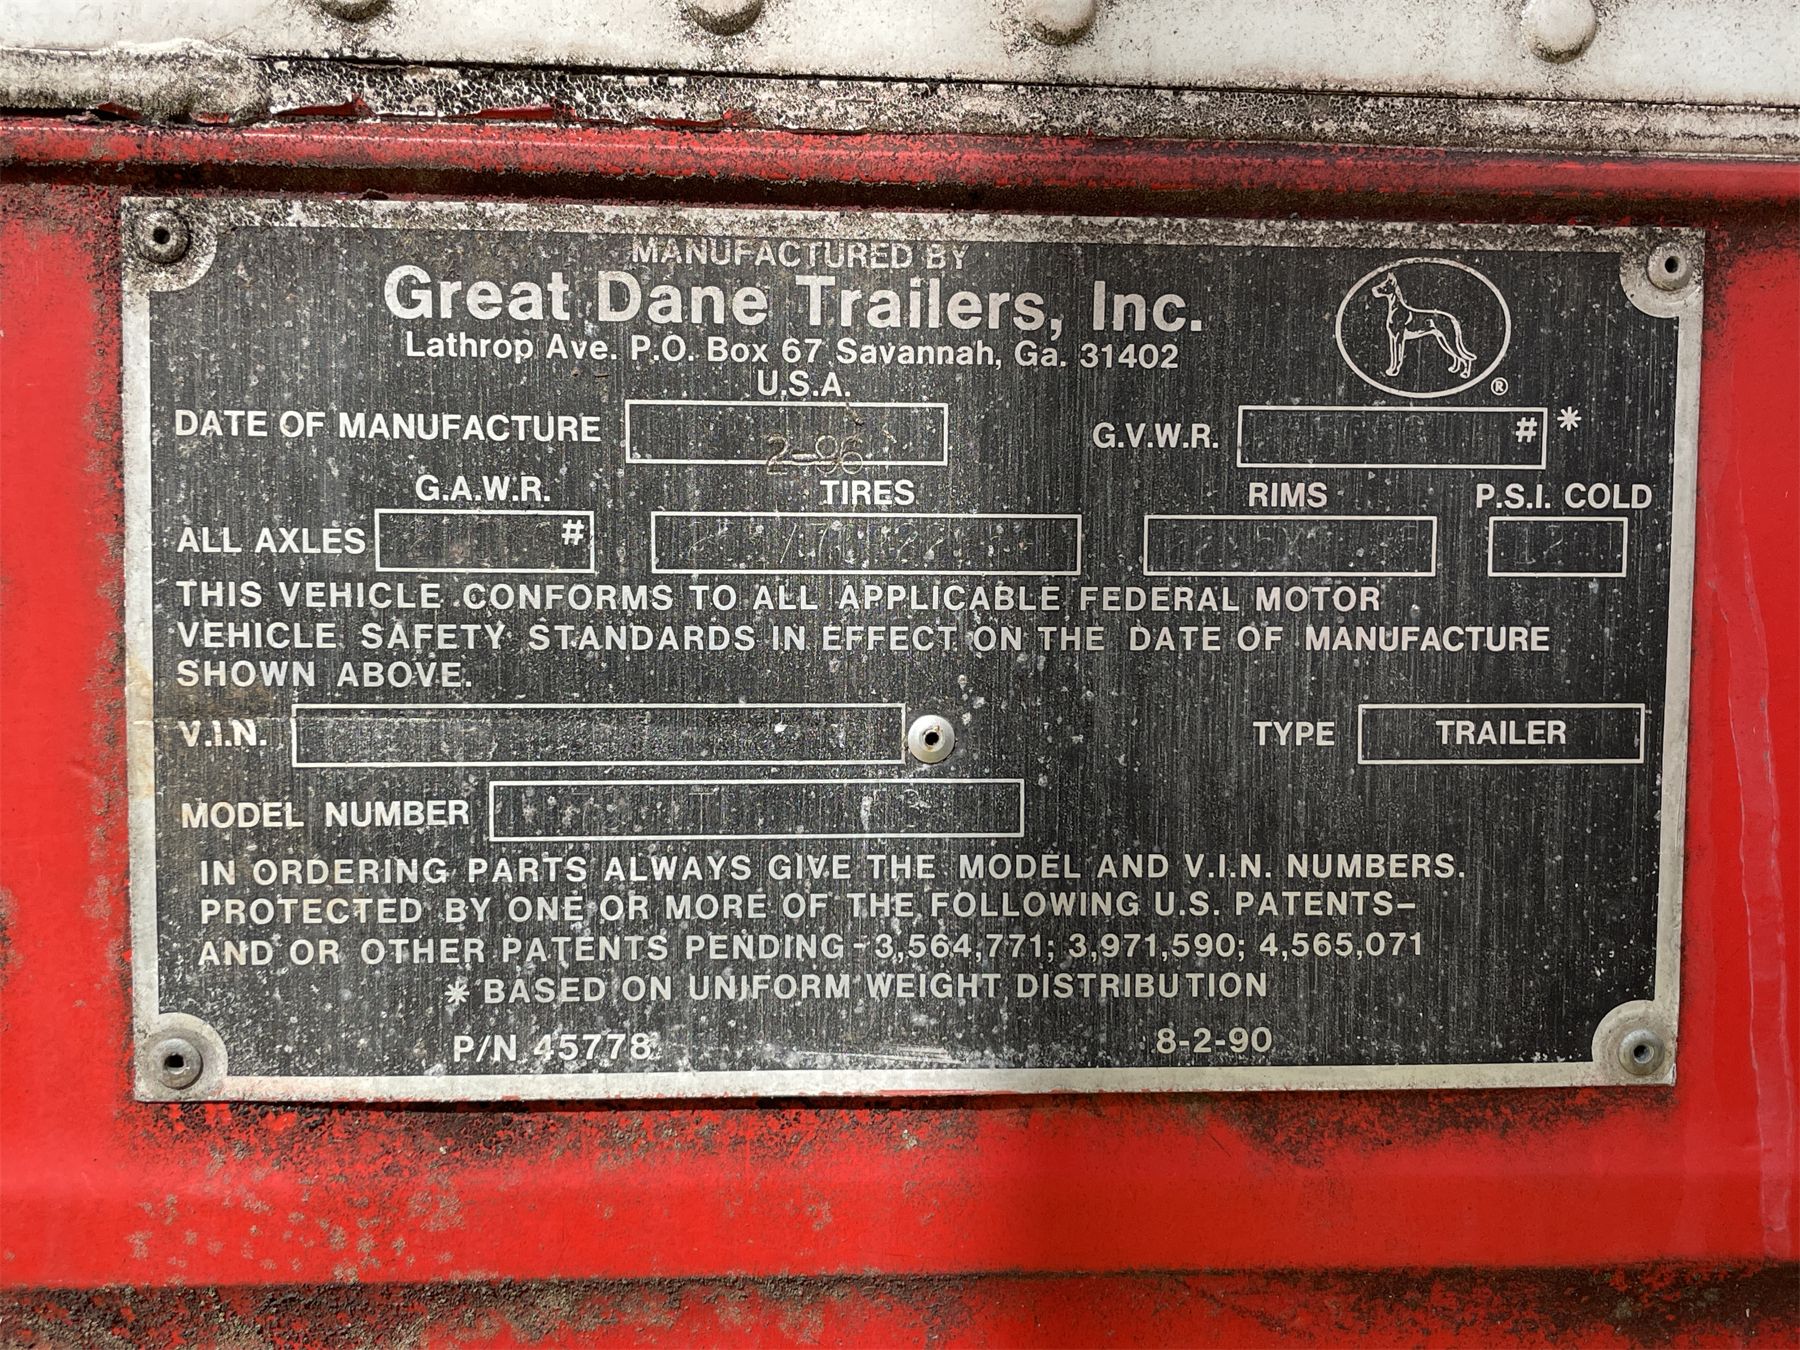 MANUFACTURED BY
Great Dane Trailers, Inc.
Lathrop Ave. P.O. Box 67 Savannah, Ga. 31402
U.S.A.
®
DATE OF MANUFACTURE 2-96 G.V.W.R. # *
G.A.W.R. TIRES RIMS P.S.I. COLD
ALL AXLES #
THIS VEHICLE CONFORMS TO ALL APPLICABLE FEDERAL MOTOR
VEHICLE SAFETY STANDARDS IN EFFECT ON THE DATE OF MANUFACTURE
SHOWN ABOVE.
V.I.N. TYPE TRAILER
MODEL NUMBER
IN ORDERING PARTS ALWAYS GIVE THE MODEL AND V.I.N. NUMBERS.
PROTECTED BY ONE OR MORE OF THE FOLLOWING U.S. PATENTS–
AND OR OTHER PATENTS PENDING - 3,564,771; 3,971,590; 4,565,071
* BASED ON UNIFORM WEIGHT DISTRIBUTION
P/N 45778 8-2-90